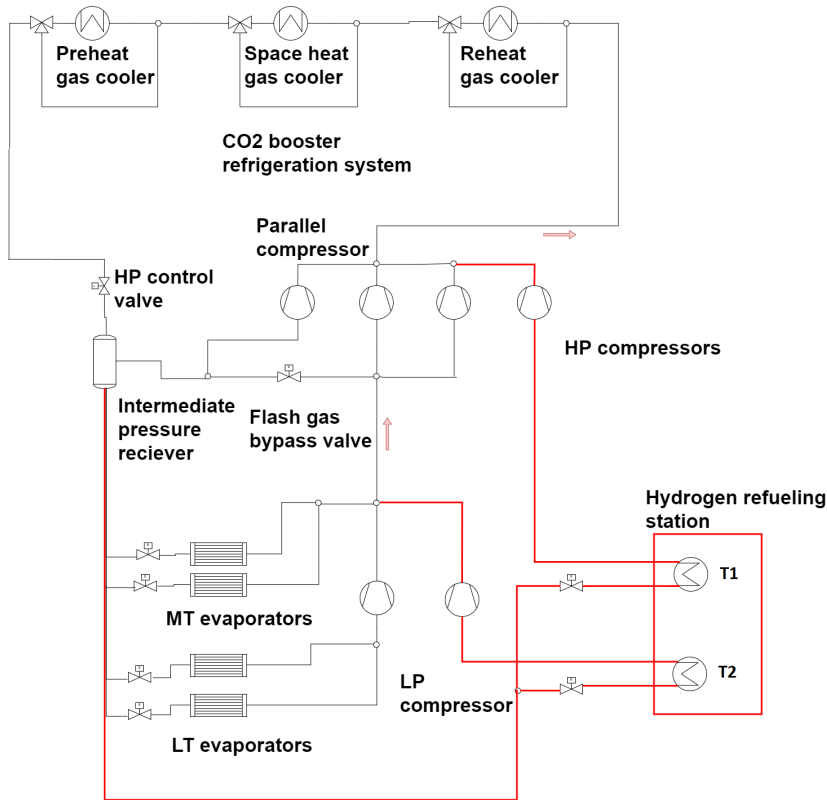 Preheat
gas cooler
Space heat
gas cooler
Reheat
gas cooler
CO2 booster
refrigeration system
Parallel
compressor
HP control
valve
HP compressors
Intermediate
pressure
reciever
Flash gas
bypass valve
Hydrogen refueling
station
T1
MT evaporators
T2
LP
compressor
LT evaporators